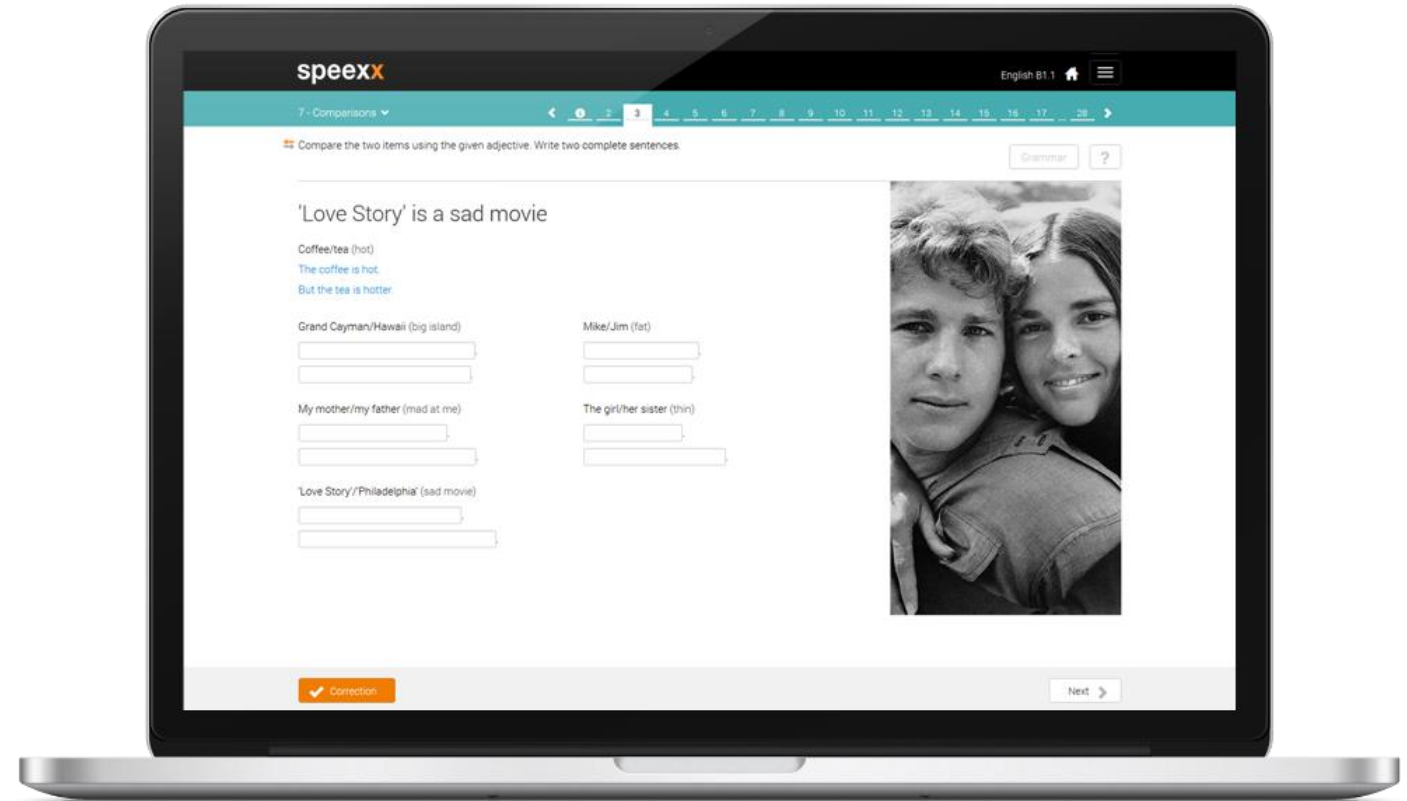 speexx
English B1.1
7 - Comparisons
2 3 4 5 6 7 8 9 10 11 12 13 14 15 16 17 ... 28
Compare the two items using the given adjective. Write two complete sentences.
Grammar ?
'Love Story' is a sad movie
Coffee/tea (hot)
The coffee is hot.
But the tea is hotter.
Grand Cayman/Hawaii (big island)
.
.
Mike/Jim (fat)
.
.
My mother/my father (mad at me)
.
.
The girl/her sister (thin)
.
.
'Love Story'/'Philadelphia' (sad movie)
.
.
Correction
Next